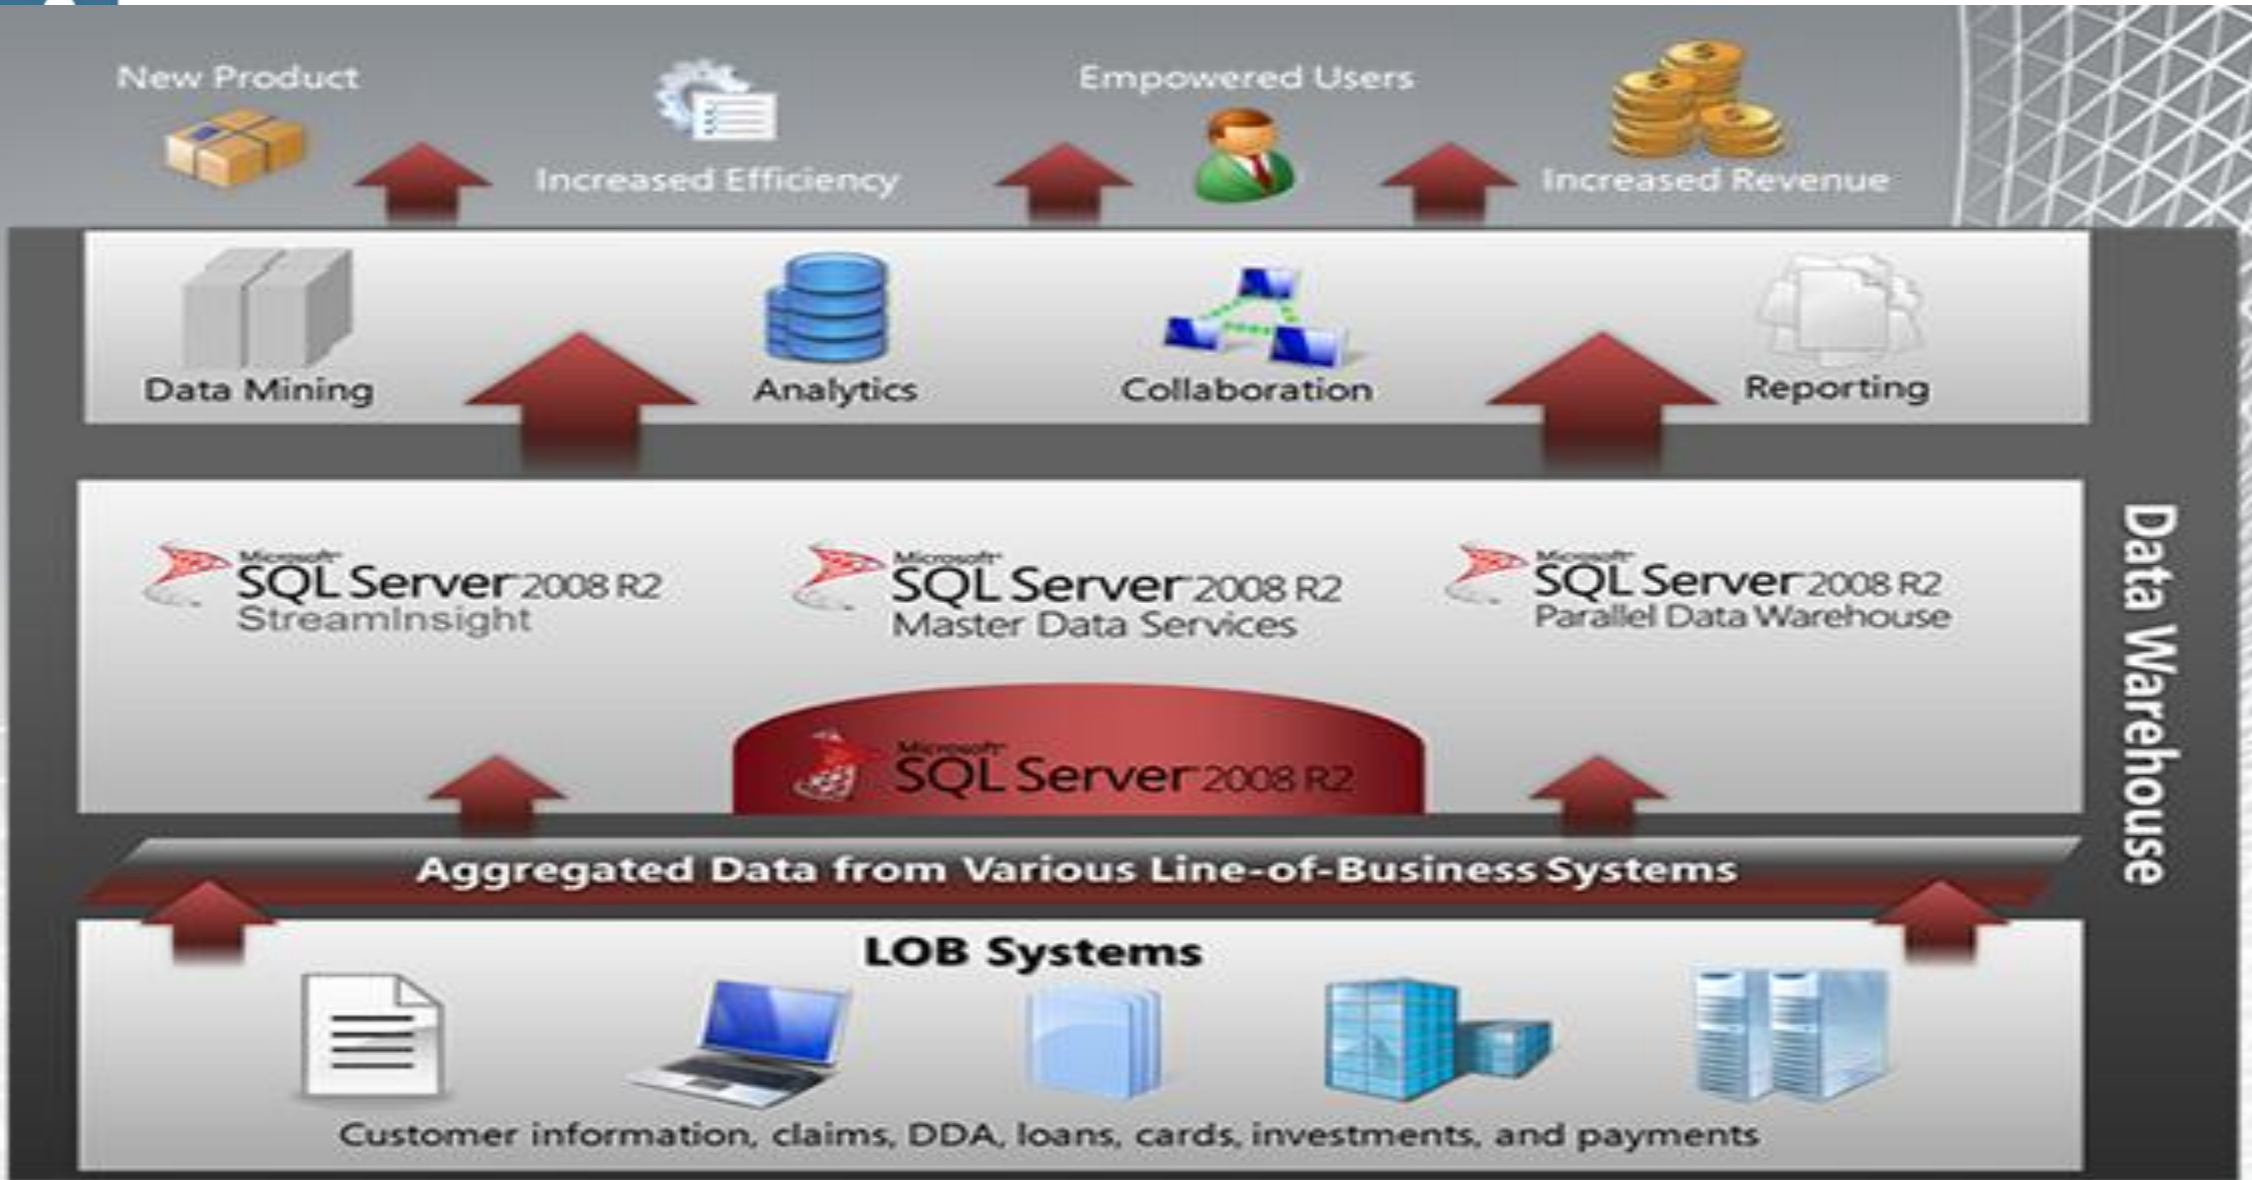 New Product
Increased Efficiency
Empowered Users
Increased Revenue
Data Mining
Analytics
Collaboration
Reporting
Microsoft
SQL Server 2008 R2
StreamInsight
Microsoft
SQL Server 2008 R2
Master Data Services
Microsoft
SQL Server 2008 R2
Parallel Data Warehouse
Microsoft
SQL Server 2008 R2
Data Warehouse
Aggregated Data from Various Line-of-Business Systems
LOB Systems
Customer information, claims, DDA, loans, cards, investments, and payments